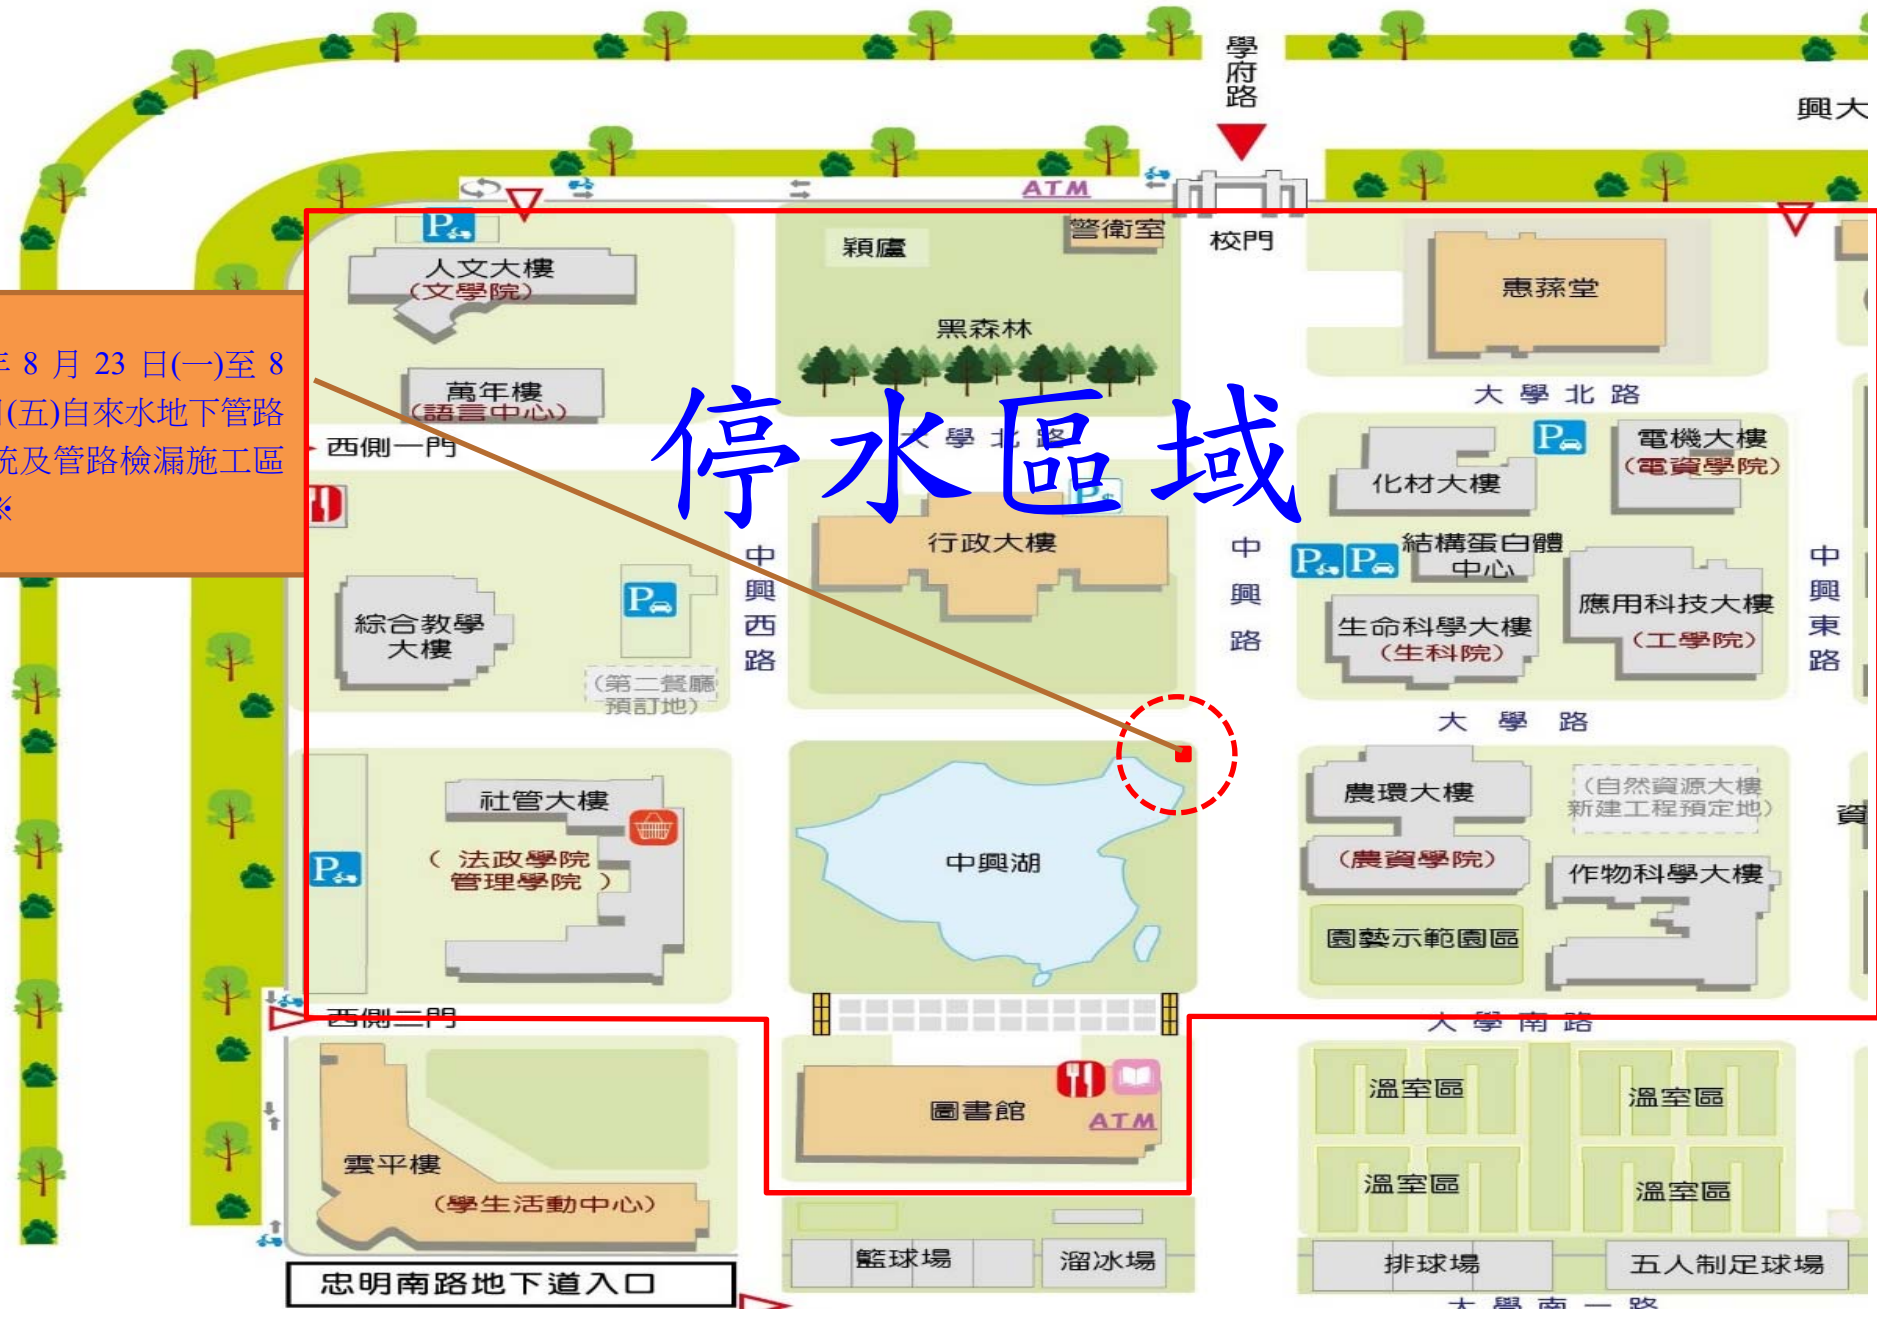 學府路
興大
ATM
警衛室
校門
穎廬
人文大樓
(文學院)
惠蓀堂
黑森林
年 8 月 23 日(一)至 8
(五)自來水地下管路
統及管路檢漏施工區
※
萬年樓
(語言中心)
停水區域
大學北路
大學北路
西側一門
電機大樓
(電資學院)
化材大樓
行政大樓
結構蛋白體
中心
中興西路
中興路
中興東路
綜合教學
大樓
生命科學大樓
(生科院)
應用科技大樓
(工學院)
(第二餐廳
預訂地)
大學路
社管大樓
(法政學院
管理學院)
中興湖
農環大樓
(農資學院)
(自然資源大樓
新建工程預定地)
資
作物科學大樓
園藝示範園區
西側二門
大學南路
圖書館
ATM
雲平樓
(學生活動中心)
溫室區
溫室區
溫室區
溫室區
籃球場
溜冰場
排球場
五人制足球場
忠明南路地下道入口
大學南一路